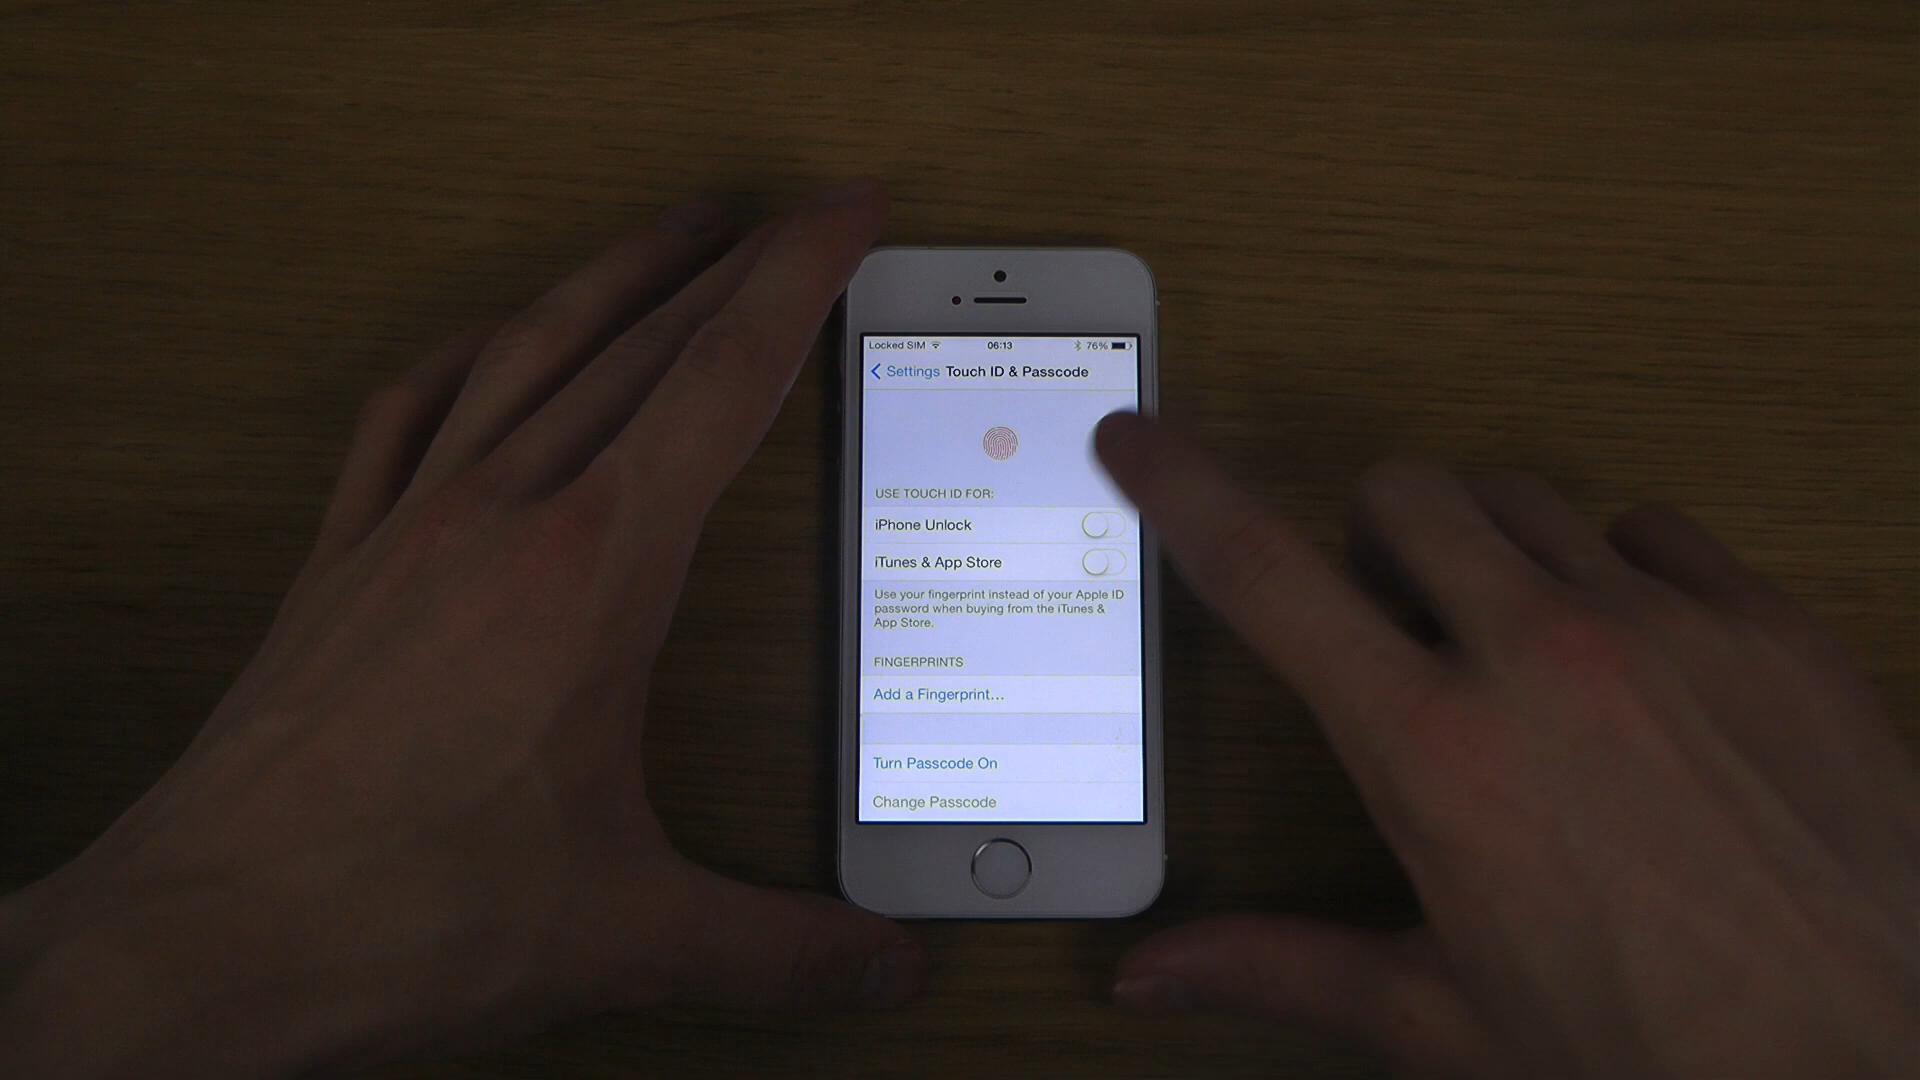 Locked SIM 06:13 76%
Settings Touch ID & Passcode
USE TOUCH ID FOR:
iPhone Unlock
iTunes & App Store
Use your fingerprint instead of your Apple ID
password when buying from the iTunes &
App Store.
FINGERPRINTS
Add a Fingerprint...
Turn Passcode On
Change Passcode